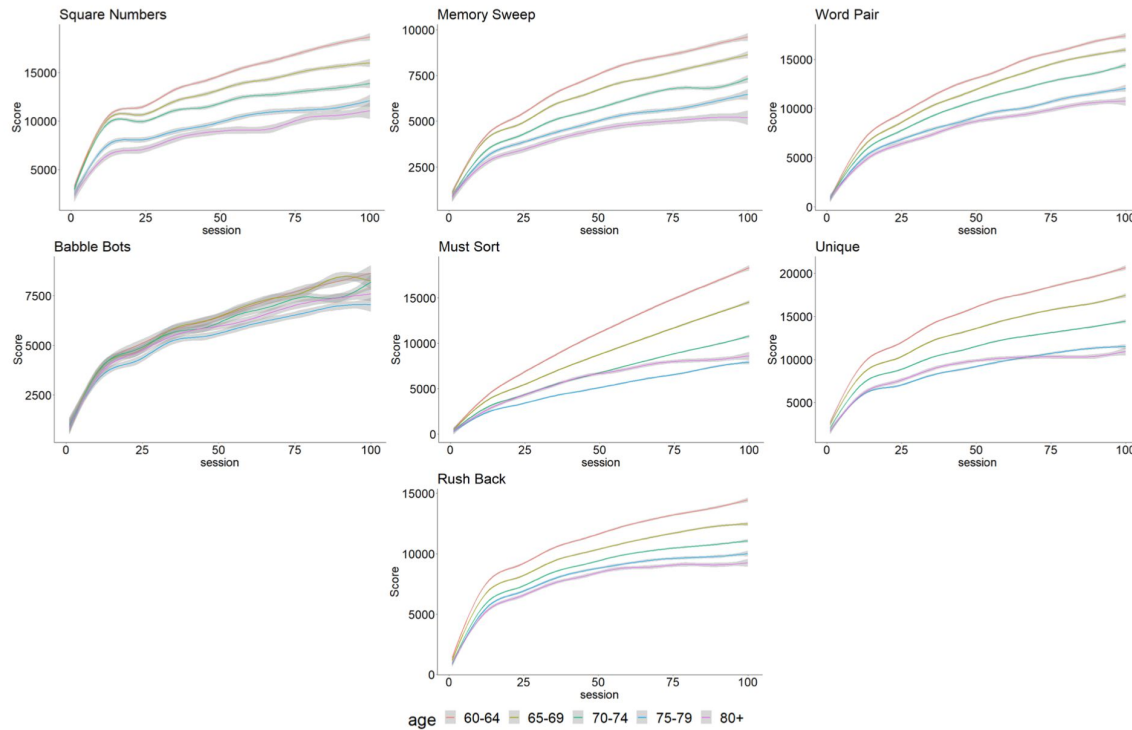 Square Numbers
15000
10000
5000
Score
0 25 50 75 100
session
Memory Sweep
10000
7500
5000
2500
Score
0 25 50 75 100
session
Word Pair
15000
10000
5000
0
Score
0 25 50 75 100
session
Babble Bots
7500
5000
2500
Score
0 25 50 75 100
session
Must Sort
15000
10000
5000
0
Score
0 25 50 75 100
session
Unique
20000
15000
10000
5000
Score
0 25 50 75 100
session
Rush Back
15000
10000
5000
0
Score
0 25 50 75 100
session
age 60-64 65-69 70-74 75-79 80+